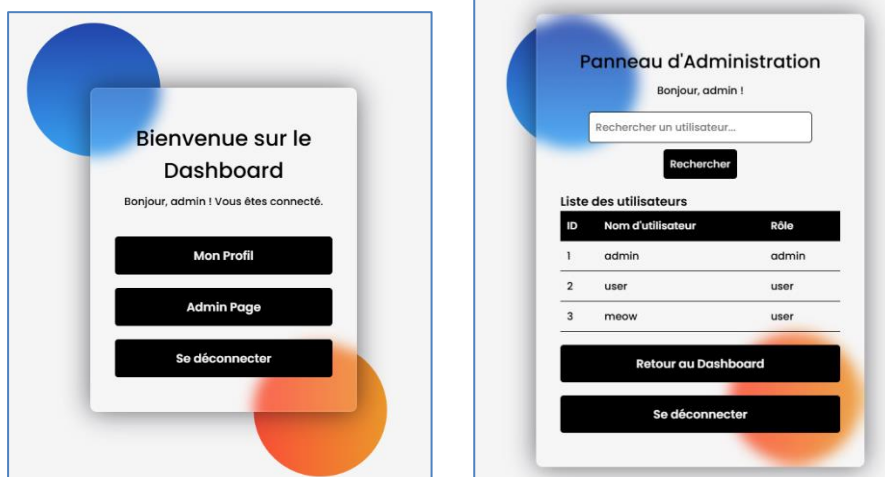 Bienvenue sur le
Dashboard
Bonjour, admin ! Vous êtes connecté.
Mon Profil
Admin Page
Se déconnecter
Panneau d'Administration
Bonjour, admin !
Rechercher un utilisateur...
Rechercher
Liste des utilisateurs
ID Nom d'utilisateur Rôle
1 admin admin
2 user user
3 meow user
Retour au Dashboard
Se déconnecter